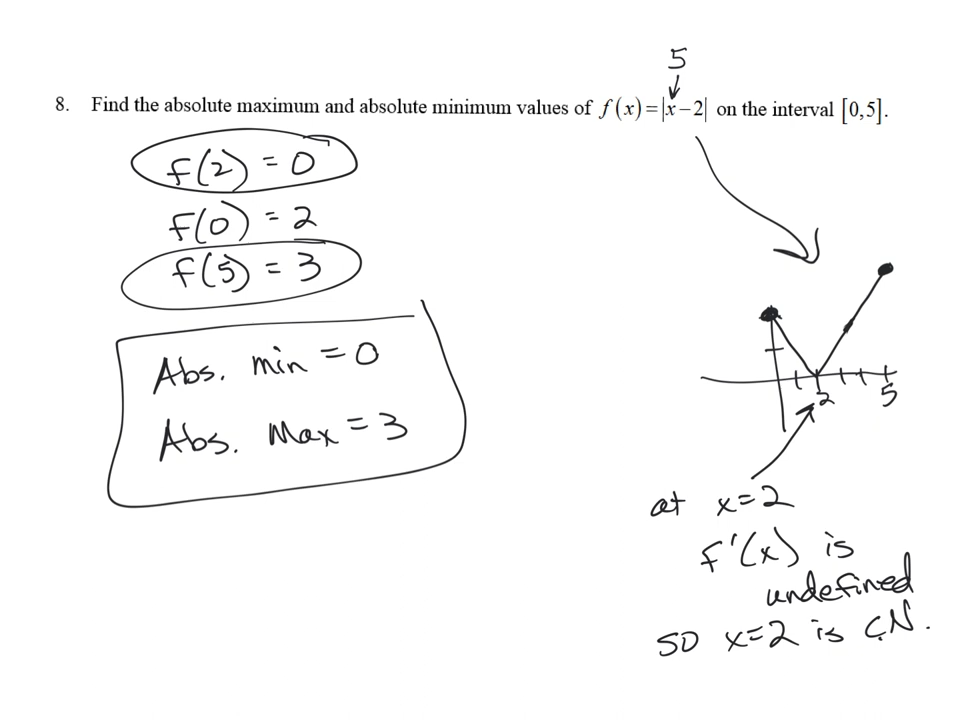 5
8. Find the absolute maximum and absolute minimum values of f(x)=|x−2| on the interval [0,5].
f(2) = 0
f(0) = 2
f(5) = 3
Abs. min = 0
Abs. Max = 3
2
5
at x=2
f'(x) is
undefined
so x=2 is C.N.